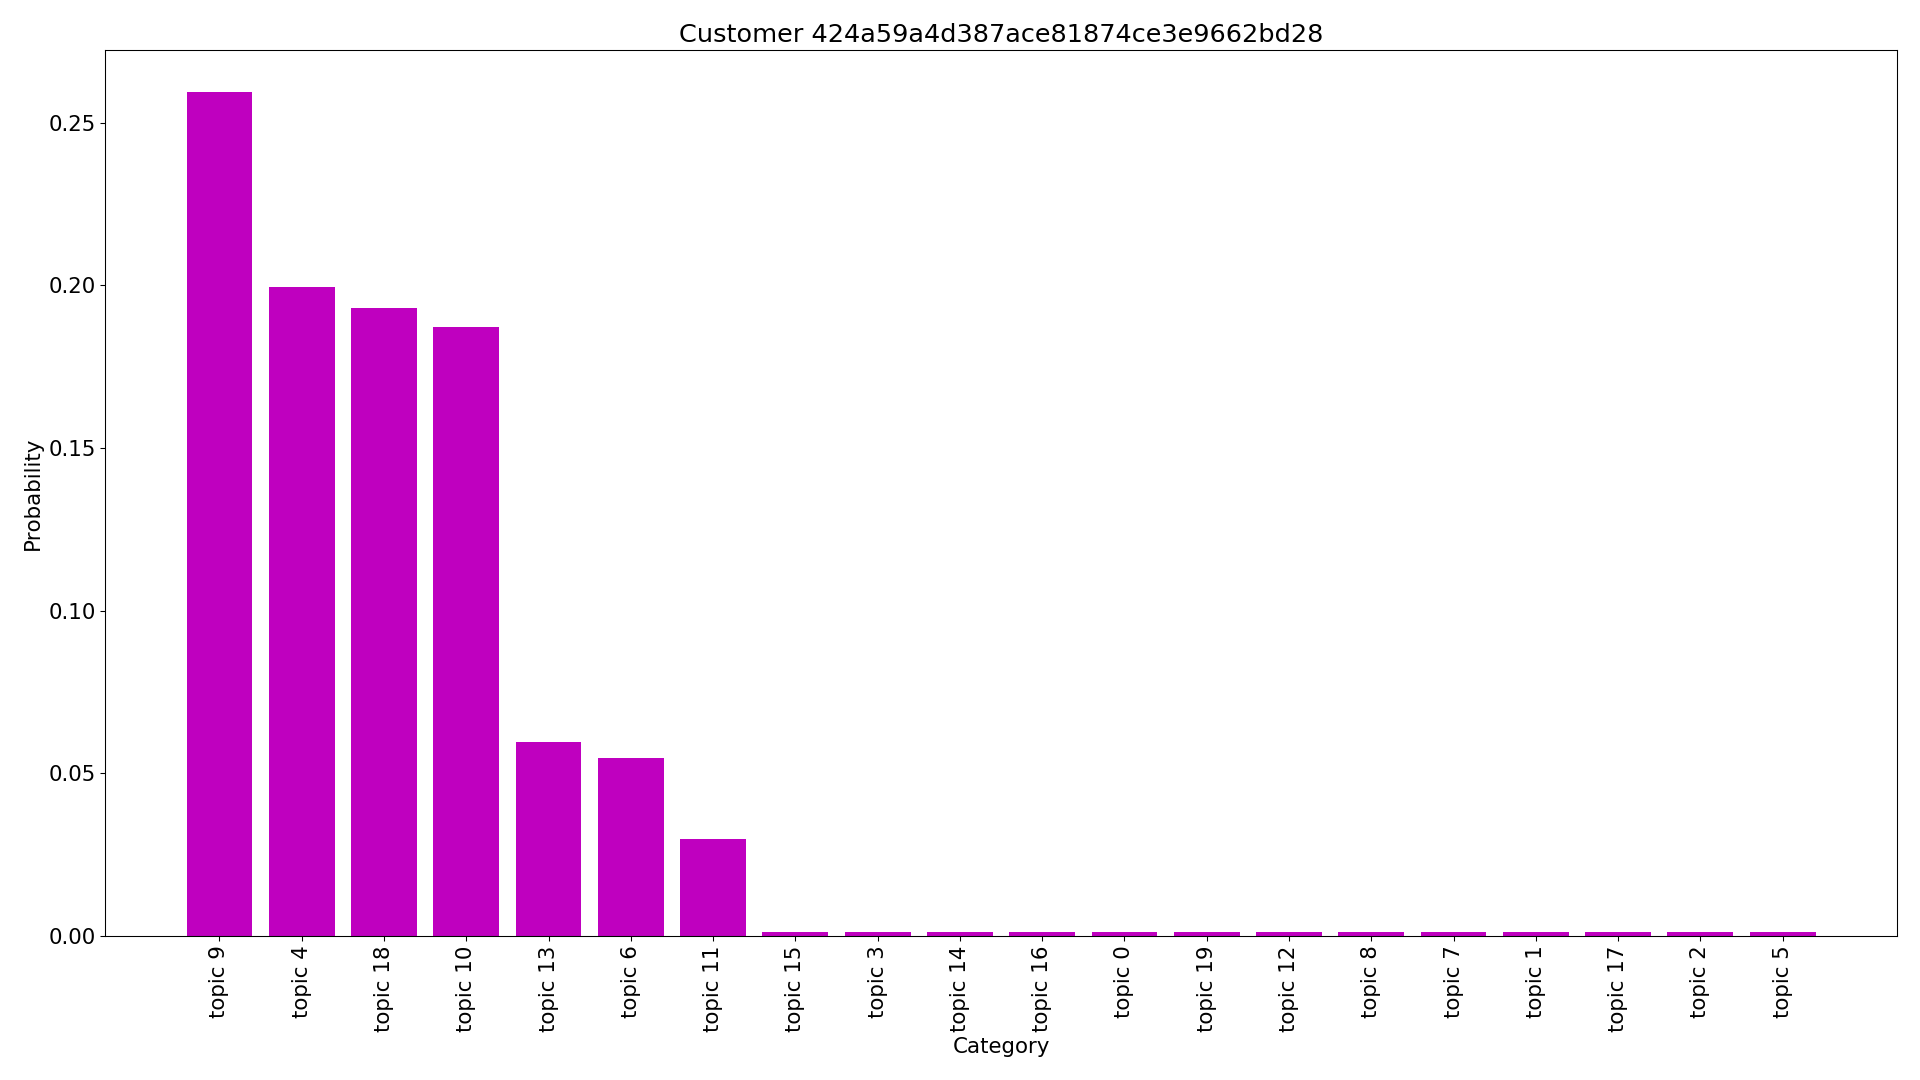 Customer 424a59a4d387ace81874ce3e9662bd28
Probability
0.25
0.20
0.15
0.10
0.05
0.00
topic 9
topic 4
topic 18
topic 10
topic 13
topic 6
topic 11
topic 15
topic 3
topic 14
topic 16
topic 0
topic 19
topic 12
topic 8
topic 7
topic 1
topic 17
topic 2
topic 5
Category